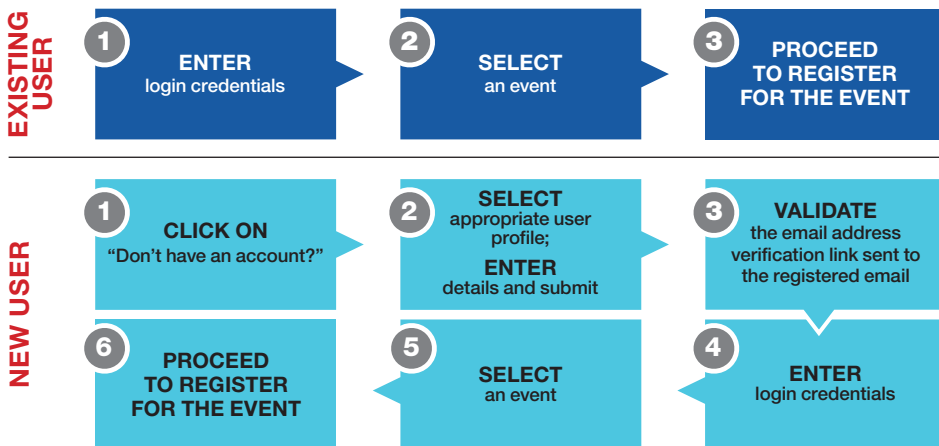 EXISTING
USER
1
ENTER
login credentials
2
SELECT
an event
3
PROCEED
TO REGISTER
FOR THE EVENT
NEW USER
1
CLICK ON
“Don’t have an account?”
2
SELECT
appropriate user
profile;
ENTER
details and submit
3
VALIDATE
the email address
verification link sent to
the registered email
4
ENTER
login credentials
5
SELECT
an event
6
PROCEED
TO REGISTER
FOR THE EVENT